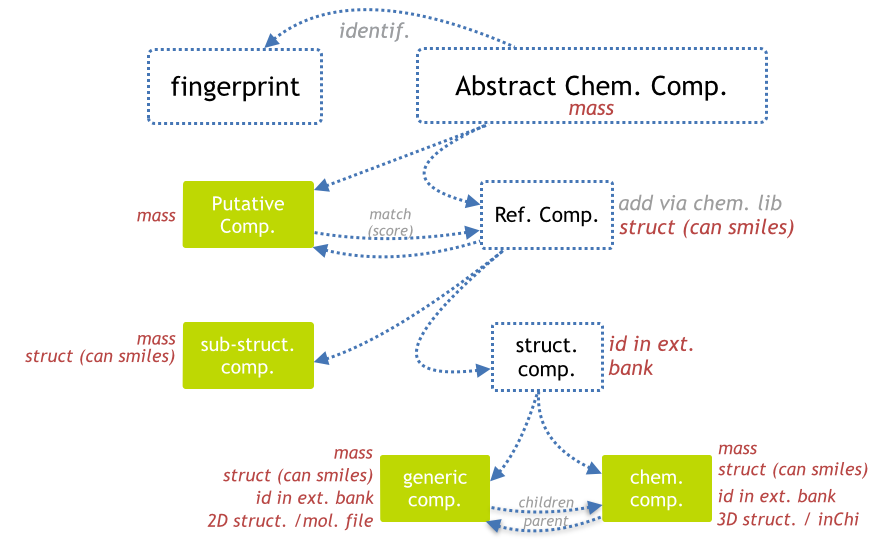 identif.
fingerprint
Abstract Chem. Comp.
mass
mass
Putative
Comp.
match
(score)
Ref. Comp.
add via chem. lib
struct (can smiles)
mass
struct (can smiles)
sub-struct.
comp.
struct.
comp.
id in ext.
bank
mass
struct (can smiles)
id in ext. bank
2D struct. /mol. file
generic
comp.
children
parent
chem.
comp.
mass
struct (can smiles)
id in ext. bank
3D struct. / inChi